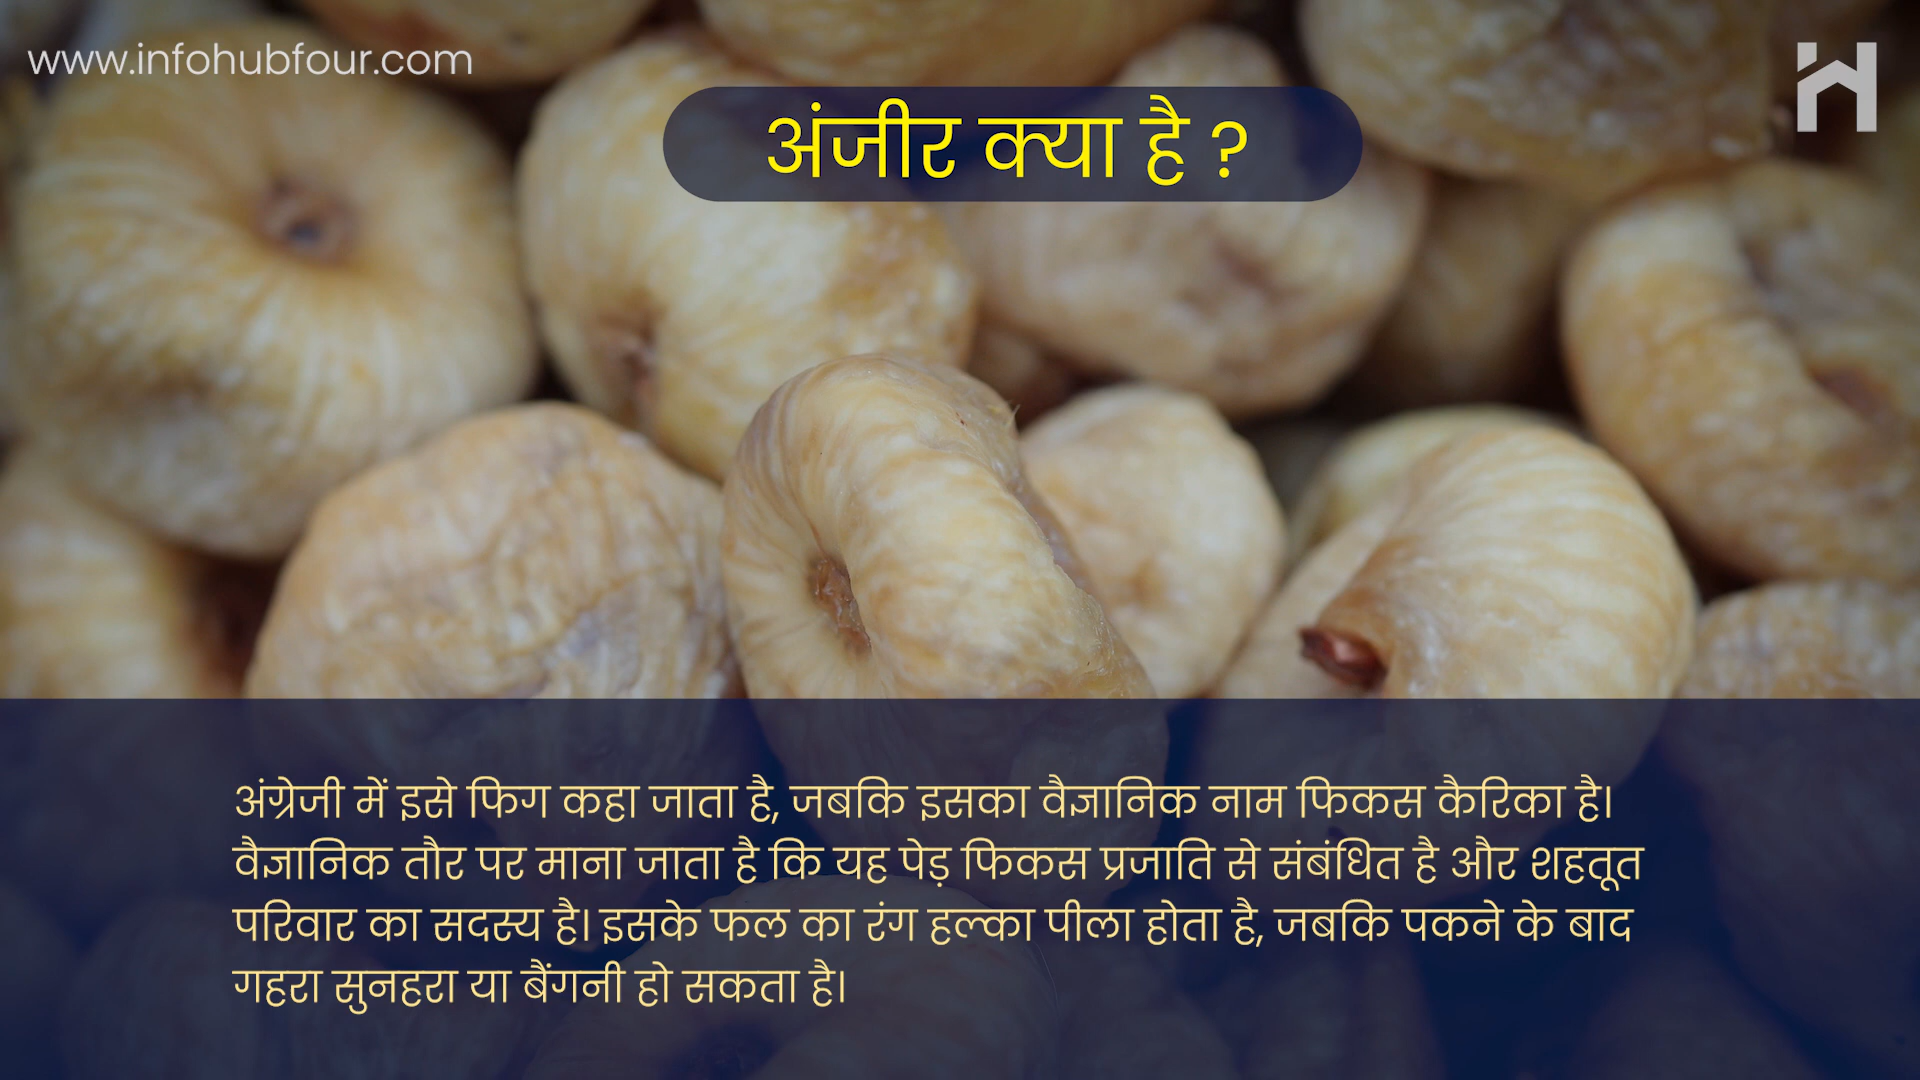 www.infohubfour.com
अंजीर क्या है ?
अंग्रेजी में इसे फिग कहा जाता है, जबकि इसका वैज्ञानिक नाम फिकस कैरिका है।
वैज्ञानिक तौर पर माना जाता है कि यह पेड़ फिकस प्रजाति से संबंधित है और शहतूत
परिवार का सदस्य है। इसके फल का रंग हल्का पीला होता है, जबकि पकने के बाद
गहरा सुनहरा या बैंगनी हो सकता है।